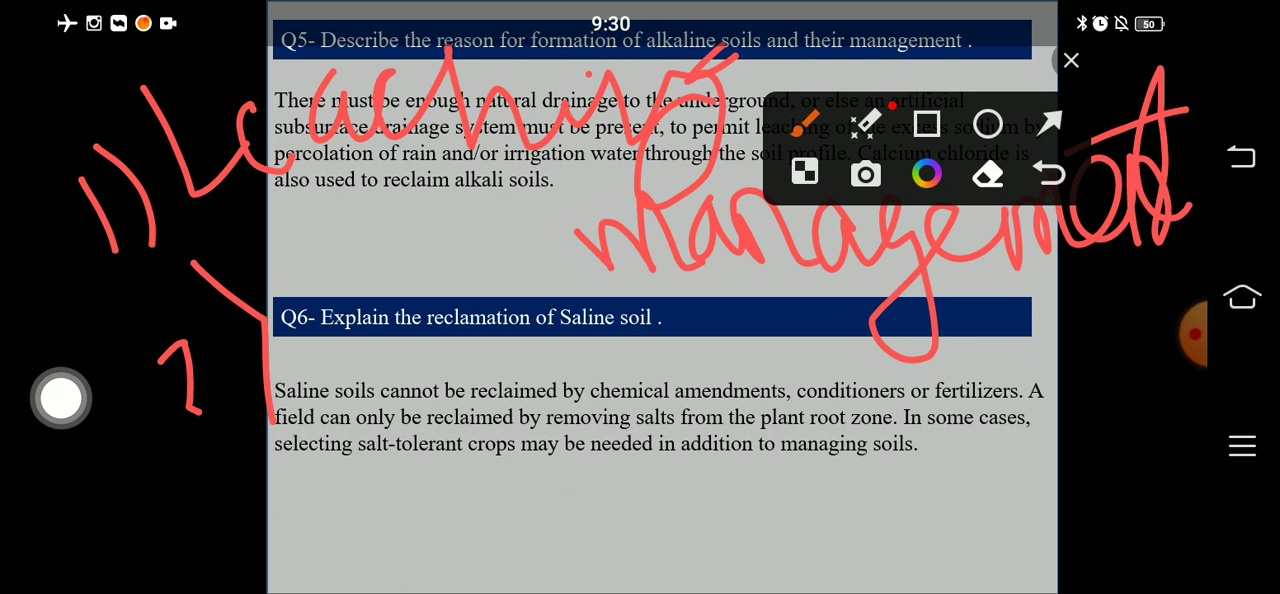 9:30
50
Q5- Describe the reason for formation of alkaline soils and their management .
There must be enough natural drainage to the underground, or else an artificial
subsurface drainage system must be present, to permit leaching of the excess sodium by
percolation of rain and/or irrigation water through the soil profile. Calcium chloride is
also used to reclaim alkali soils.
leaching
management
Q6- Explain the reclamation of Saline soil .
Saline soils cannot be reclaimed by chemical amendments, conditioners or fertilizers. A
field can only be reclaimed by removing salts from the plant root zone. In some cases,
selecting salt-tolerant crops may be needed in addition to managing soils.